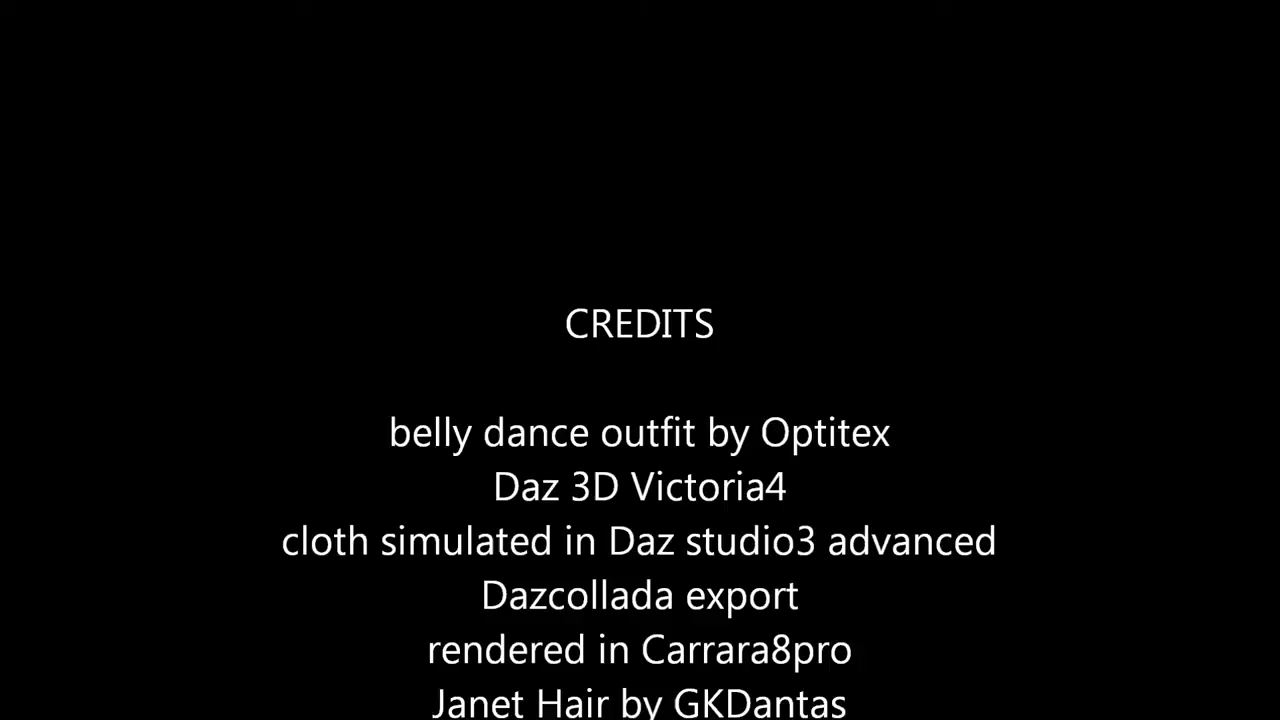 CREDITS
belly dance outfit by Optitex
Daz 3D Victoria4
cloth simulated in Daz studio3 advanced
Dazcollada export
rendered in Carrara8pro
Janet Hair by GKDantas